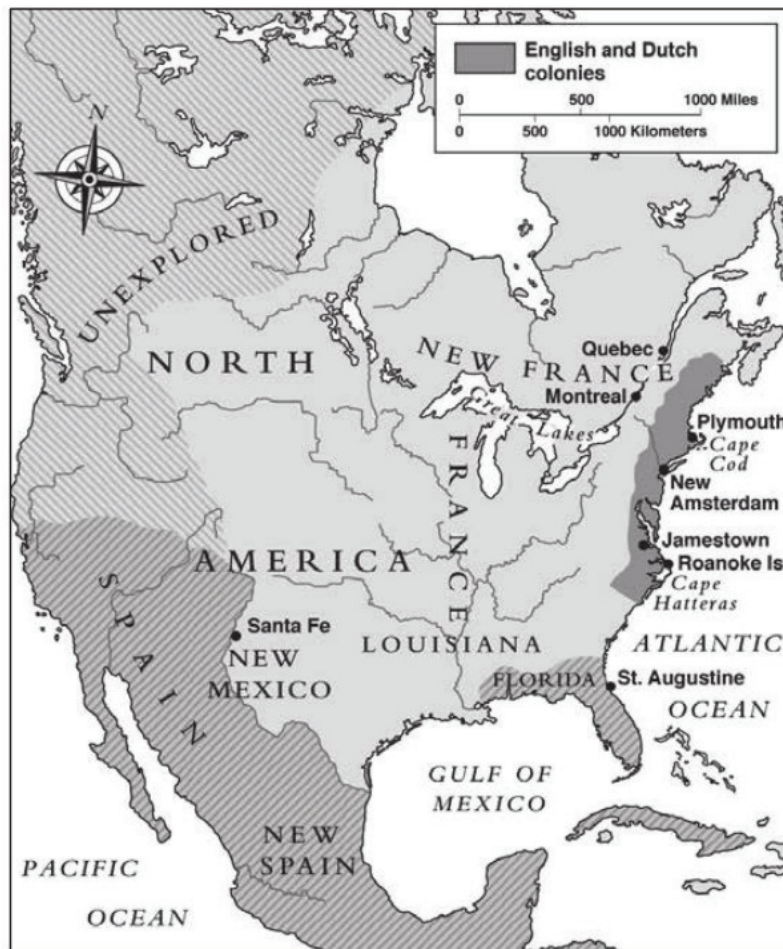 English and Dutch
colonies
0 500 1000 Miles
0 500 1000 Kilometers
N
UNEXPLORED
NORTH
AMERICA
NEW FRANCE
Quebec
Montreal
Great Lakes
FRANCE
Plymouth
Cape
Cod
New
Amsterdam
Jamestown
Roanoke Is
Cape
Hatteras
SPAIN
Santa Fe
NEW
MEXICO
LOUISIANA
FLORIDA
St. Augustine
ATLANTIC
OCEAN
GULF OF
MEXICO
NEW
SPAIN
PACIFIC
OCEAN